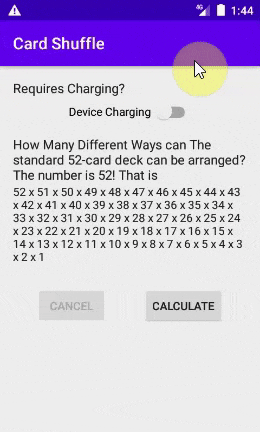 4G 1:44
Card Shuffle
Requires Charging?
Device Charging
How Many Different Ways can The
standard 52-card deck can be arranged?
The number is 52! That is
52 x 51 x 50 x 49 x 48 x 47 x 46 x 45 x 44 x 43
x 42 x 41 x 40 x 39 x 38 x 37 x 36 x 35 x 34 x
33 x 32 x 31 x 30 x 29 x 28 x 27 x 26 x 25 x 24
x 23 x 22 x 21 x 20 x 19 x 18 x 17 x 16 x 15 x
14 x 13 x 12 x 11 x 10 x 9 x 8 x 7 x 6 x 5 x 4 x 3
x 2 x 1
CANCEL CALCULATE